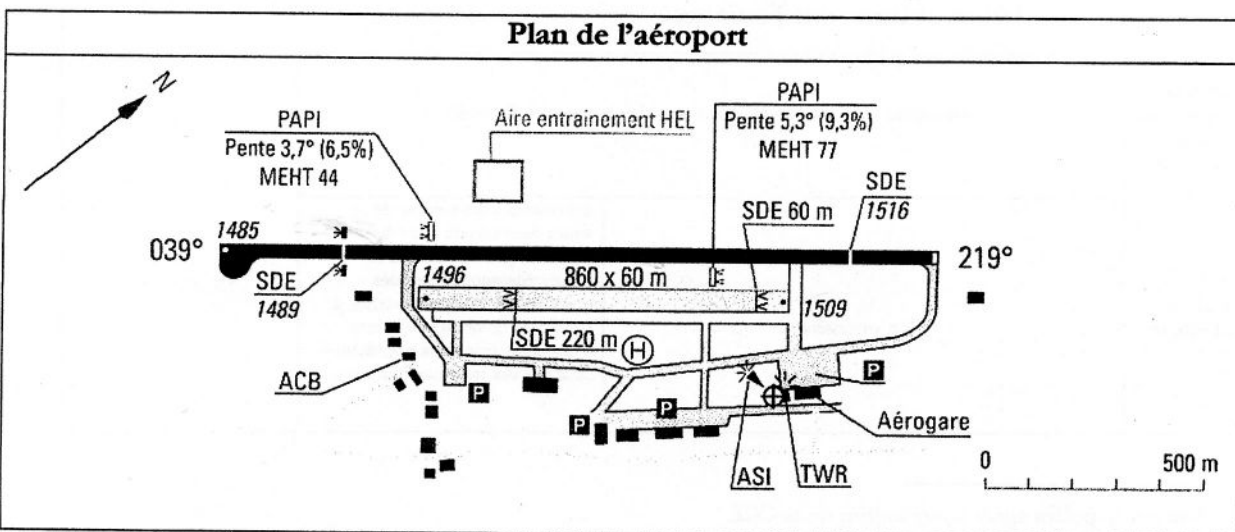 Plan de l'aéroport
N
PAPI
Pente 3,7° (6,5%)
MEHT 44
Aire entrainement HEL
PAPI
Pente 5,3° (9,3%)
MEHT 77
SDE
1516
SDE 60 m
1485
039°
219°
SDE
1489
1496
860 x 60 m
1509
SDE 220 m
H
ACB
P
P
P
P
Aérogare
ASI
TWR
0
500 m